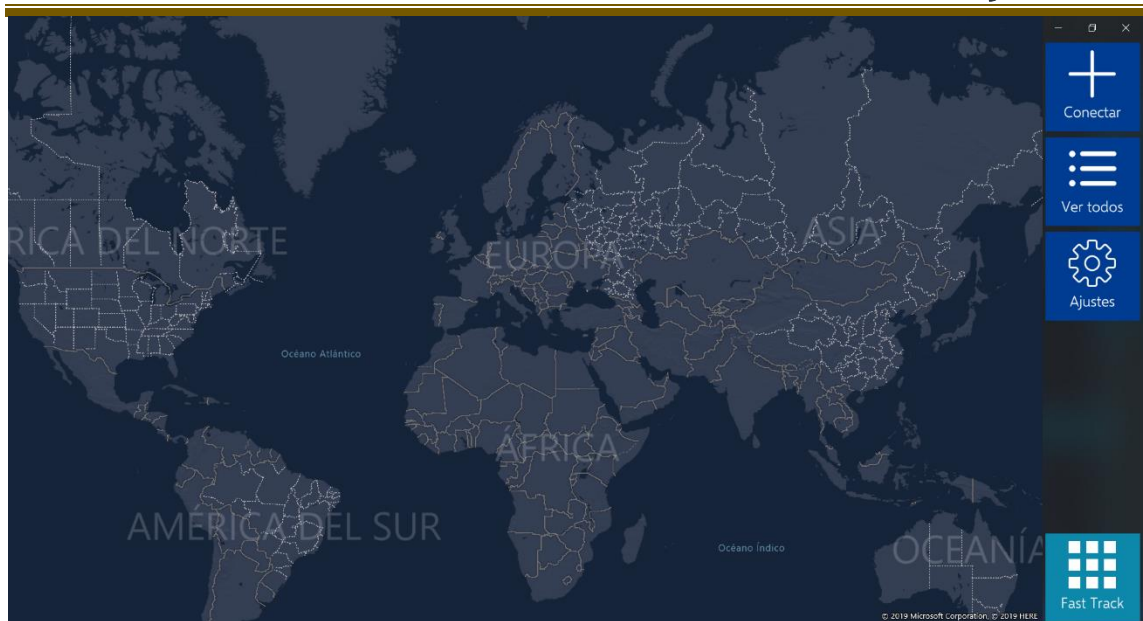 Conectar
RICA DEL NORTE
EUROPA
ASIA
Ver todos
Ajustes
Océano Atlántico
ÁFRICA
AMÉRICA DEL SUR
Océano Índico
OCEANÍA
Fast Track
© 2019 Microsoft Corporation, © 2019 HERE